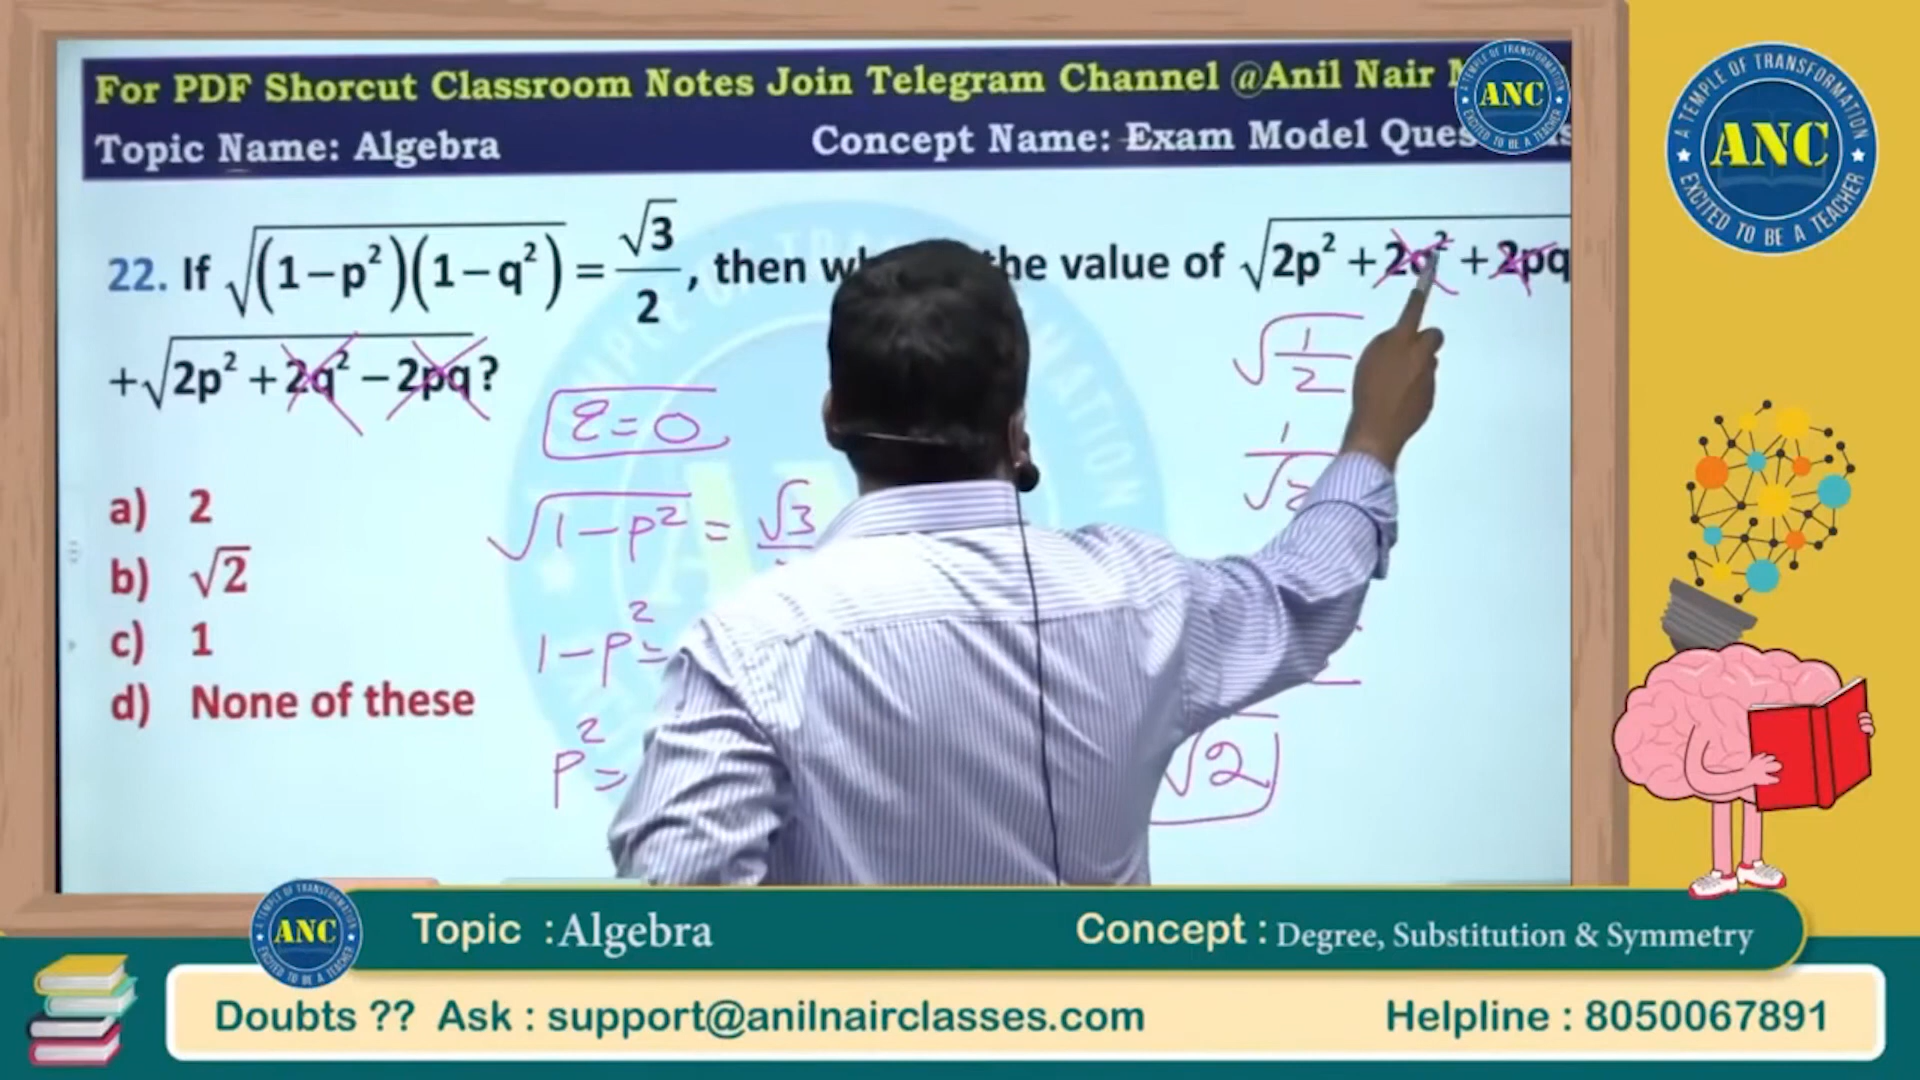 For PDF Shorcut Classroom Notes Join Telegram Channel @Anil Nair
Topic Name: Algebra
Concept Name: Exam Model
ANC
A TEMPLE OF TRANSFORMATION
ANC
EXCITED TO BE A TEACHER
22. If √(1−p²)(1−q²) = √3/2, then the value of √2p² + 2q² + 2pq
+√2p² + 2q² − 2pq?
q=0
√1/2
a) 2
b) √2
c) 1
d) None of these
√1−p² = √3
1−p² =
p² =
√2
ANC
Topic : Algebra
Concept : Degree, Substitution & Symmetry
Doubts ?? Ask : support@anilnairclasses.com
Helpline : 8050067891